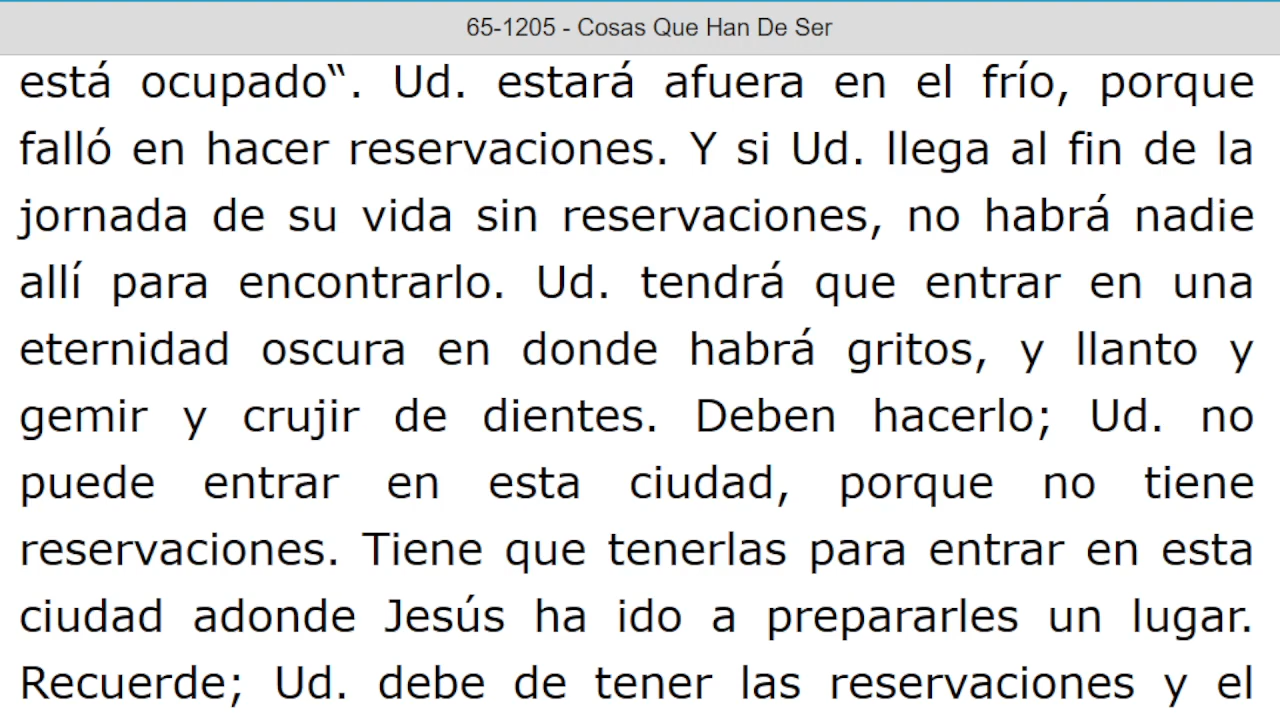 65-1205 - Cosas Que Han De Ser
está ocupado“. Ud. estará afuera en el frío, porque
falló en hacer reservaciones. Y si Ud. llega al fin de la
jornada de su vida sin reservaciones, no habrá nadie
allí para encontrarlo. Ud. tendrá que entrar en una
eternidad oscura en donde habrá gritos, y llanto y
gemir y crujir de dientes. Deben hacerlo; Ud. no
puede entrar en esta ciudad, porque no tiene
reservaciones. Tiene que tenerlas para entrar en esta
ciudad adonde Jesús ha ido a prepararles un lugar.
Recuerde; Ud. debe de tener las reservaciones y el